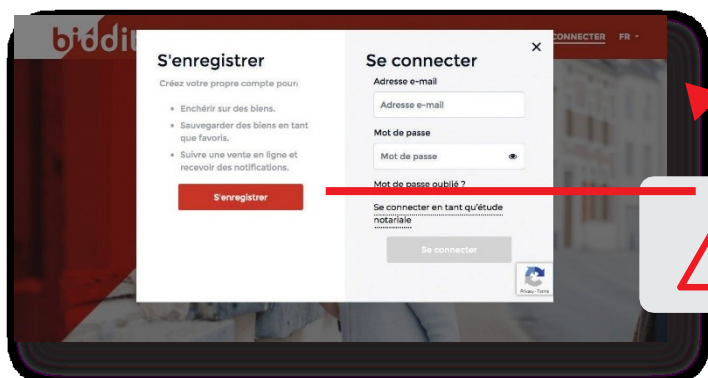 biddit
CONNECTER FR
S'enregistrer
Créez votre propre compte pour:
• Enchérir sur des biens.
• Sauvegarder des biens en tant
que favoris.
• Suivre une vente en ligne et
recevoir des notifications.
S'enregistrer
Se connecter
×
Adresse e-mail
Adresse e-mail
Mot de passe
Mot de passe
Mot de passe oublié ?
Se connecter en tant qu'étude
notariale
Se connecter
Privacy - Terms